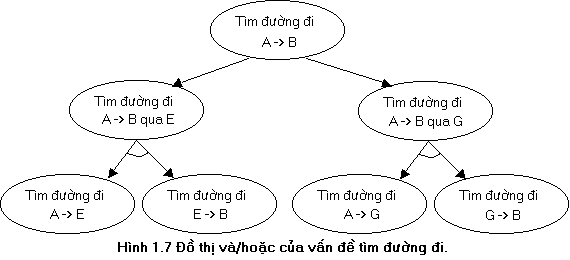 Tìm đường đi
A -> B
Tìm đường đi
A -> B qua E
Tìm đường đi
A -> B qua G
Tìm đường đi
A -> E
Tìm đường đi
E -> B
Tìm đường đi
A -> G
Tìm đường đi
G -> B
Hình 1.7 Đồ thị và/hoặc của vấn đề tìm đường đi.